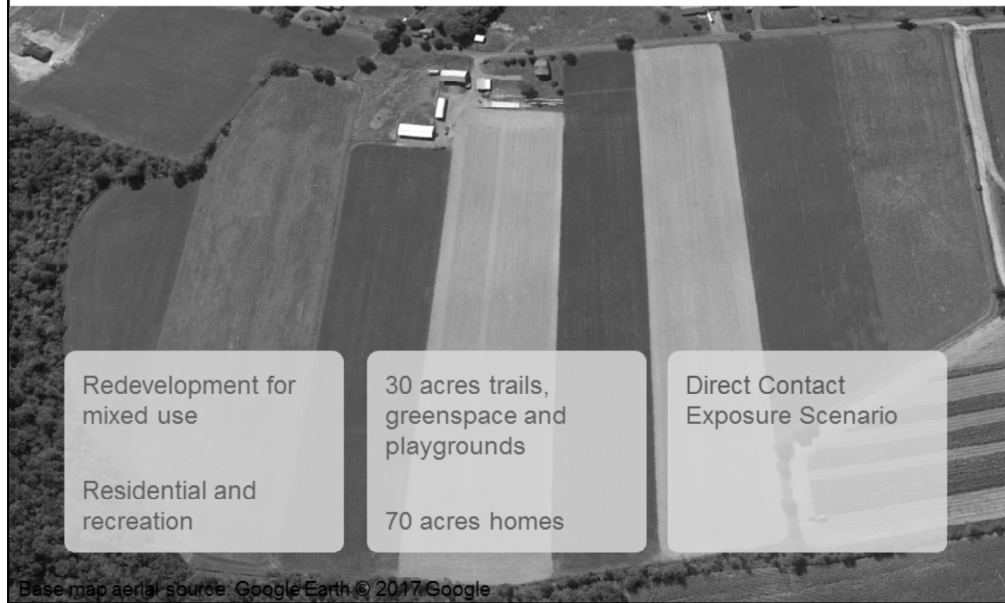 Redevelopment for
mixed use
Residential and
recreation
30 acres trails,
greenspace and
playgrounds
70 acres homes
Direct Contact
Exposure Scenario
Base map aerial source: Google Earth © 2017 Google